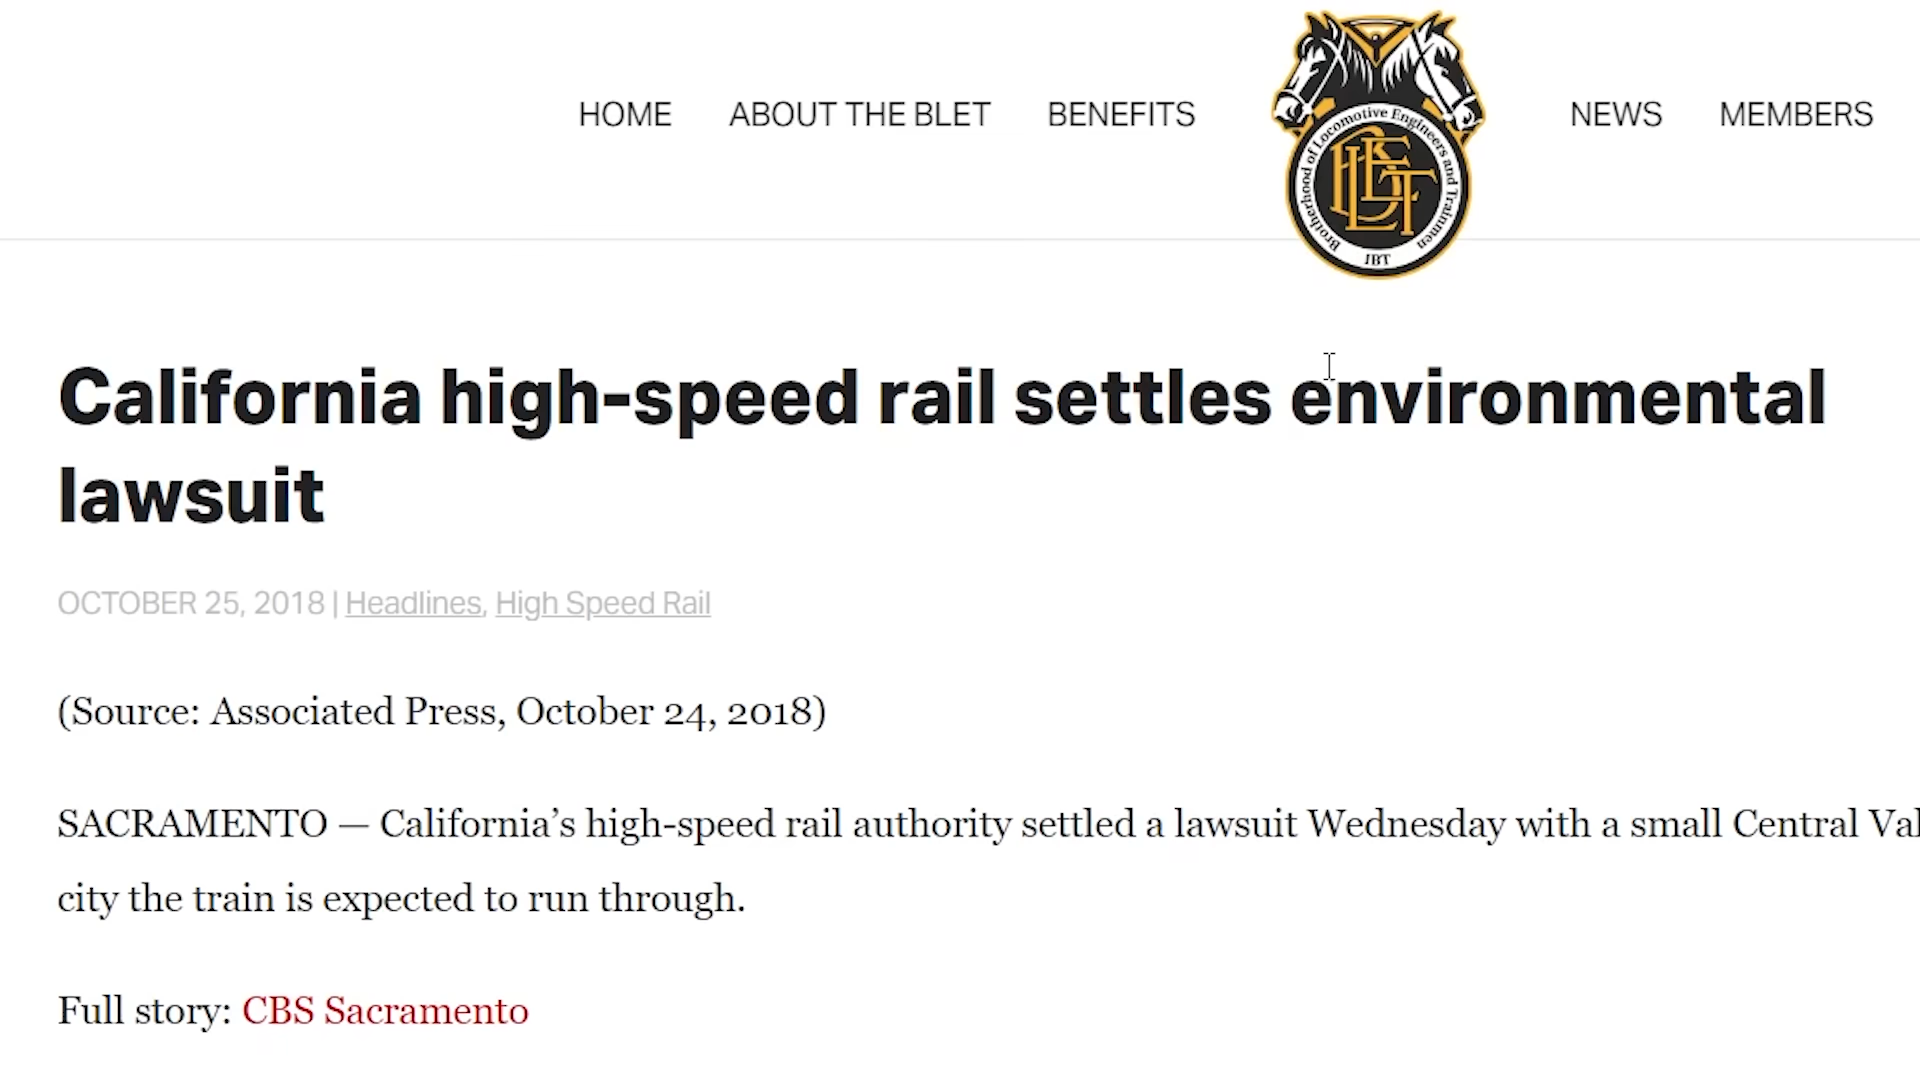 HOME ABOUT THE BLET BENEFITS NEWS MEMBERS
Brotherhood of Locomotive Engineers and Trainmen
BLET
IBT
California high-speed rail settles environmental
lawsuit
OCTOBER 25, 2018 | Headlines, High Speed Rail
(Source: Associated Press, October 24, 2018)
SACRAMENTO — California’s high-speed rail authority settled a lawsuit Wednesday with a small Central Val
city the train is expected to run through.
Full story: CBS Sacramento